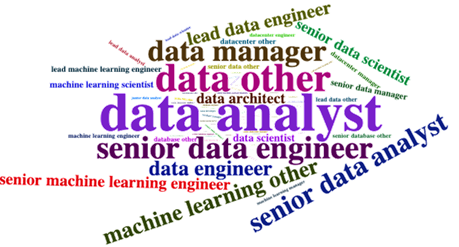 lead data engineer
lead data scientist
datacenter engineer
senior data scientist
lead data analyst
datacenter other
data manager
datacenter manager
senior data other
lead machine learning engineer
data other
machine learning scientist
senior data manager
data architect
lead data other
data analyst
machine learning engineer
database other
data scientist
senior database other
senior data engineer
senior data analyst
data engineer
machine learning other
senior machine learning engineer
machine learning manager